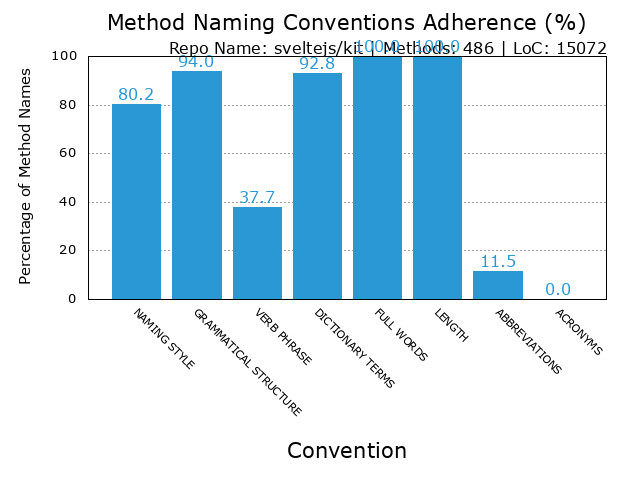 Method Naming Conventions Adherence (%)
Repo Name: sveltejs/kit | Methods: 486 | LoC: 15072
100
80
60
40
20
0
Percentage of Method Names
80.2
94.0
37.7
92.8
100.0
100.0
11.5
0.0
NAMING STYLE
GRAMMATICAL STRUCTURE
VERB PHRASE
DICTIONARY TERMS
FULL WORDS
LENGTH
ABBREVIATIONS
ACRONYMS
Convention